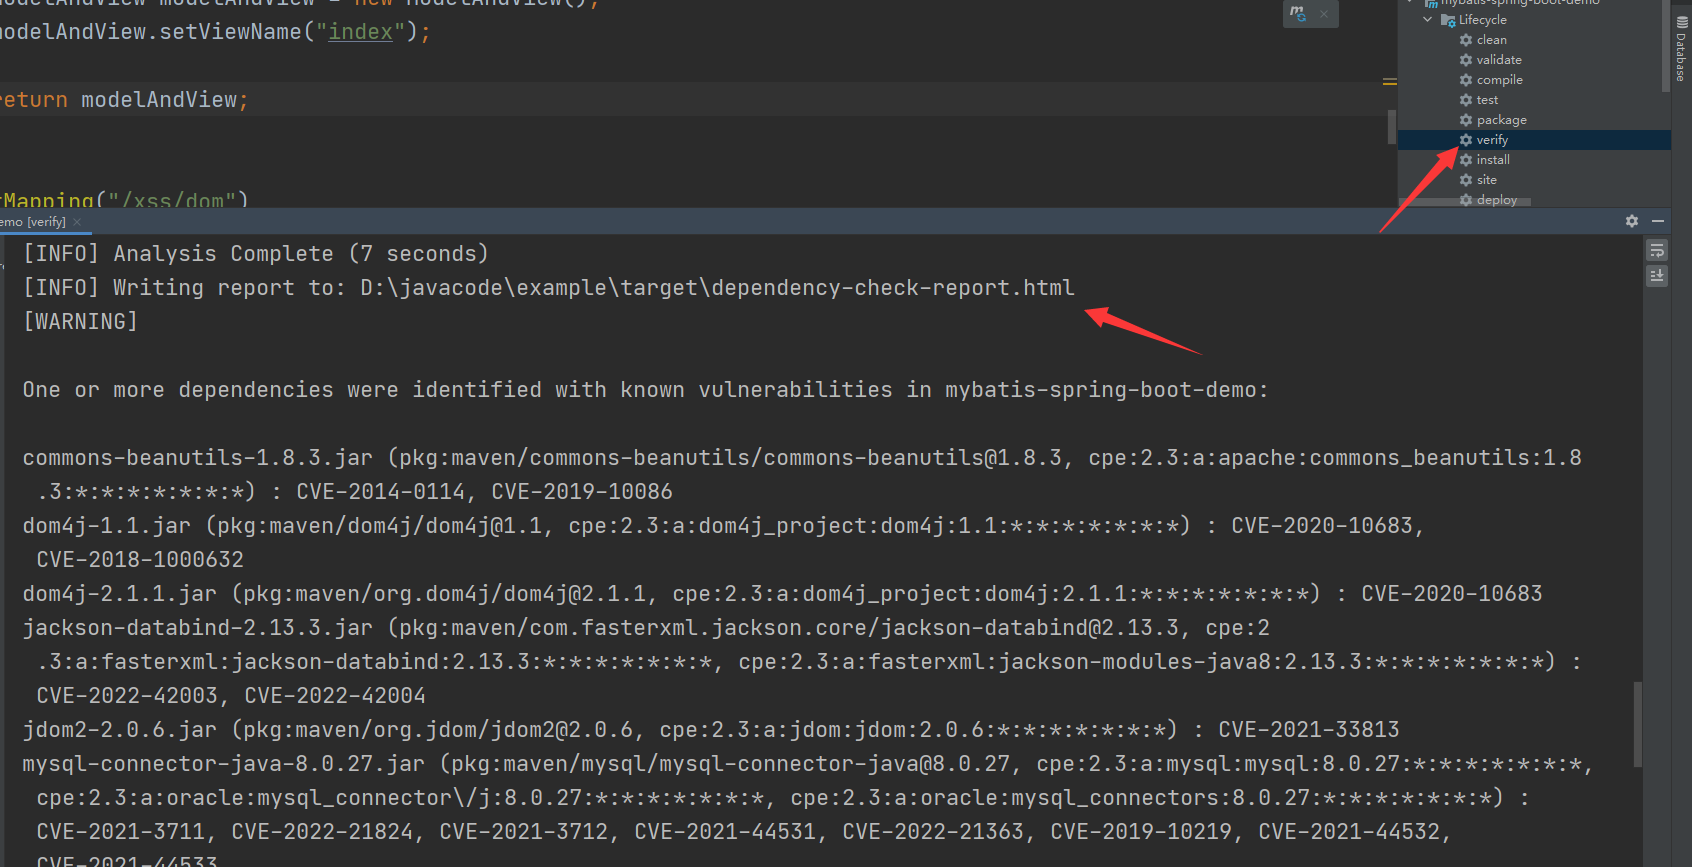 modelAndView modelAndView = new ModelAndView();
modelAndView.setViewName("index");
return modelAndView;
tMapping("/xss/dom")
mybatis-spring-boot-demo
Lifecycle
clean
validate
compile
test
package
verify
install
site
deploy
Database
emo [verify]
[INFO] Analysis Complete (7 seconds)
[INFO] Writing report to: D:\javacode\example\target\dependency-check-report.html
[WARNING]
One or more dependencies were identified with known vulnerabilities in mybatis-spring-boot-demo:
commons-beanutils-1.8.3.jar (pkg:maven/commons-beanutils/commons-beanutils@1.8.3, cpe:2.3:a:apache:commons_beanutils:1.8
.3:*:*:*:*:*:*:*) : CVE-2014-0114, CVE-2019-10086
dom4j-1.1.jar (pkg:maven/dom4j/dom4j@1.1, cpe:2.3:a:dom4j_project:dom4j:1.1:*:*:*:*:*:*:*) : CVE-2020-10683,
CVE-2018-1000632
dom4j-2.1.1.jar (pkg:maven/org.dom4j/dom4j@2.1.1, cpe:2.3:a:dom4j_project:dom4j:2.1.1:*:*:*:*:*:*:*) : CVE-2020-10683
jackson-databind-2.13.3.jar (pkg:maven/com.fasterxml.jackson.core/jackson-databind@2.13.3, cpe:2
.3:a:fasterxml:jackson-databind:2.13.3:*:*:*:*:*:*:*, cpe:2.3:a:fasterxml:jackson-modules-java8:2.13.3:*:*:*:*:*:*:*) :
CVE-2022-42003, CVE-2022-42004
jdom2-2.0.6.jar (pkg:maven/org.jdom/jdom2@2.0.6, cpe:2.3:a:jdom:jdom:2.0.6:*:*:*:*:*:*:*) : CVE-2021-33813
mysql-connector-java-8.0.27.jar (pkg:maven/mysql/mysql-connector-java@8.0.27, cpe:2.3:a:mysql:mysql:8.0.27:*:*:*:*:*:*:*,
cpe:2.3:a:oracle:mysql_connector\/j:8.0.27:*:*:*:*:*:*:*, cpe:2.3:a:oracle:mysql_connectors:8.0.27:*:*:*:*:*:*:*) :
CVE-2021-3711, CVE-2022-21824, CVE-2021-3712, CVE-2021-44531, CVE-2022-21363, CVE-2019-10219, CVE-2021-44532,
CVE-2021-44533